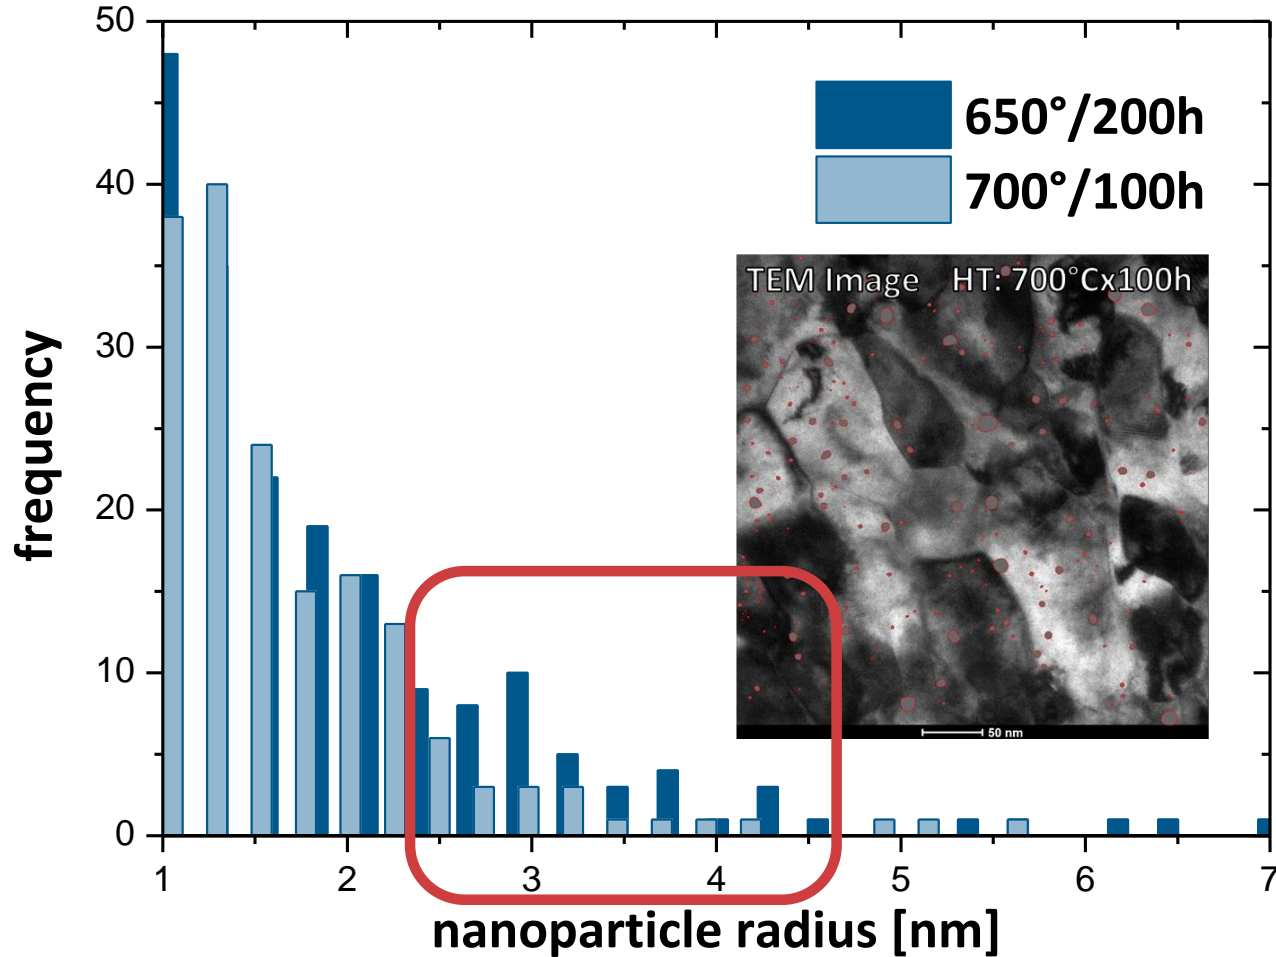 50
40
30
20
10
0
frequency
1 2 3 4 5 6 7
nanoparticle radius [nm]
650°/200h
700°/100h
TEM Image HT: 700°Cx100h
50 nm